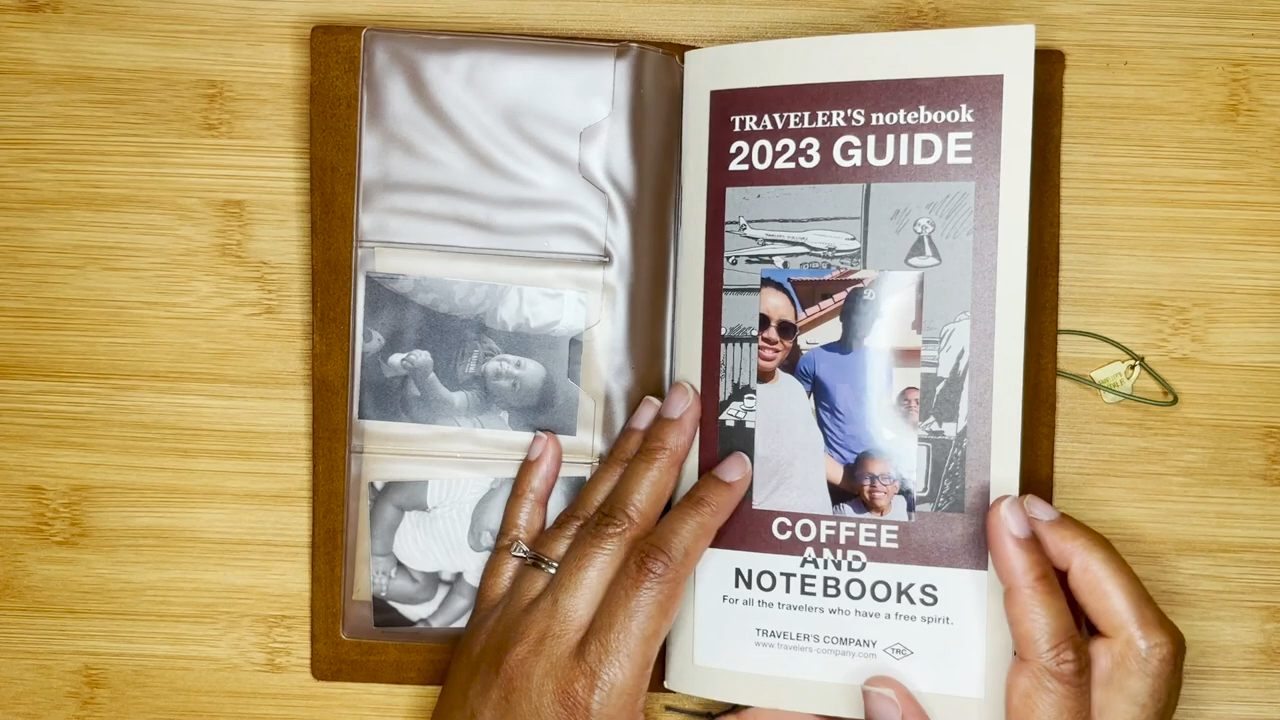 TRAVELER'S notebook
2023 GUIDE
COFFEE
AND
NOTEBOOKS
For all the travelers who have a free spirit.
TRAVELER'S COMPANY
www.travelers-company.com
TRC